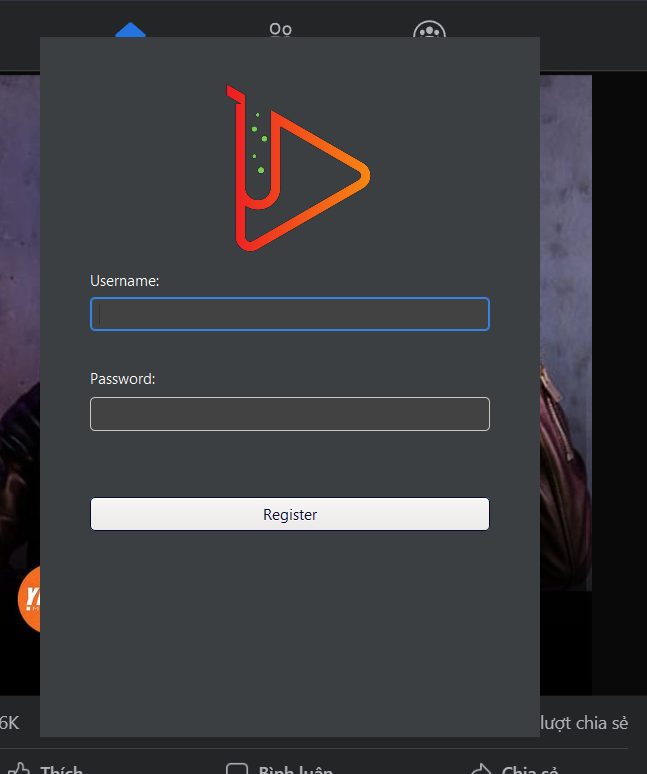 Username:
Password:
Register
6K
lượt chia sẻ
Thích
Bình luận
Chia sẻ